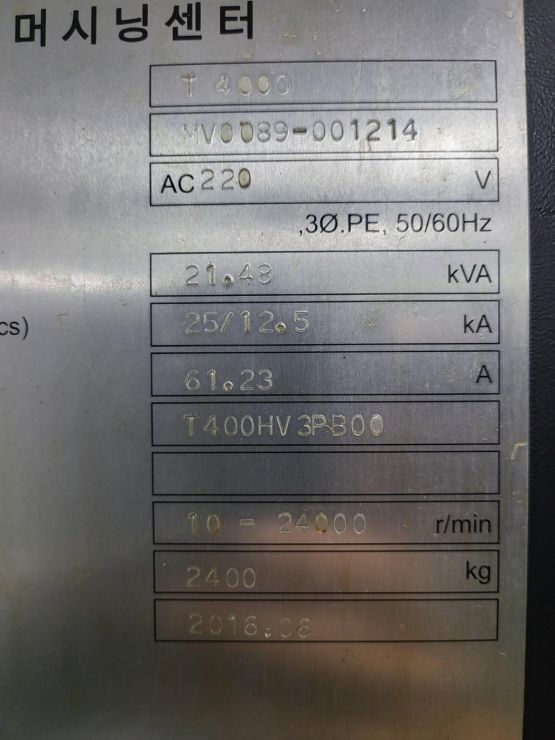 머시닝센터
T 4000
MV0089-001214
AC 220 V
,3Ø.PE, 50/60Hz
21.48 kVA
cs) 25/12.5 kA
61.23 A
T400HV3PB00
10 - 24000 r/min
2400 kg
2016.08